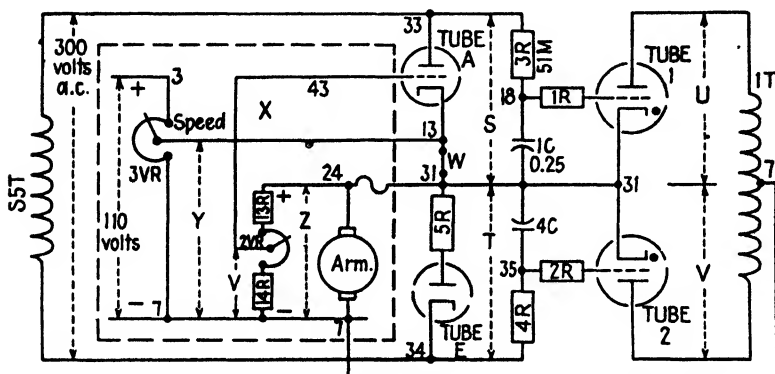 300
volts
a.c.
S5T
+
3
Speed
3VR
110
volts
-
7
X
Y
43
33
TUBE
A
13
W
24
31
13R
+
2VR
Z
V
14R
-
Arm.
7
5R
TUBE
E
34
S
T
3R
51M
18
1R
1C
0.25
4C
35
2R
4R
TUBE
1
31
TUBE
2
U
V
1T
7